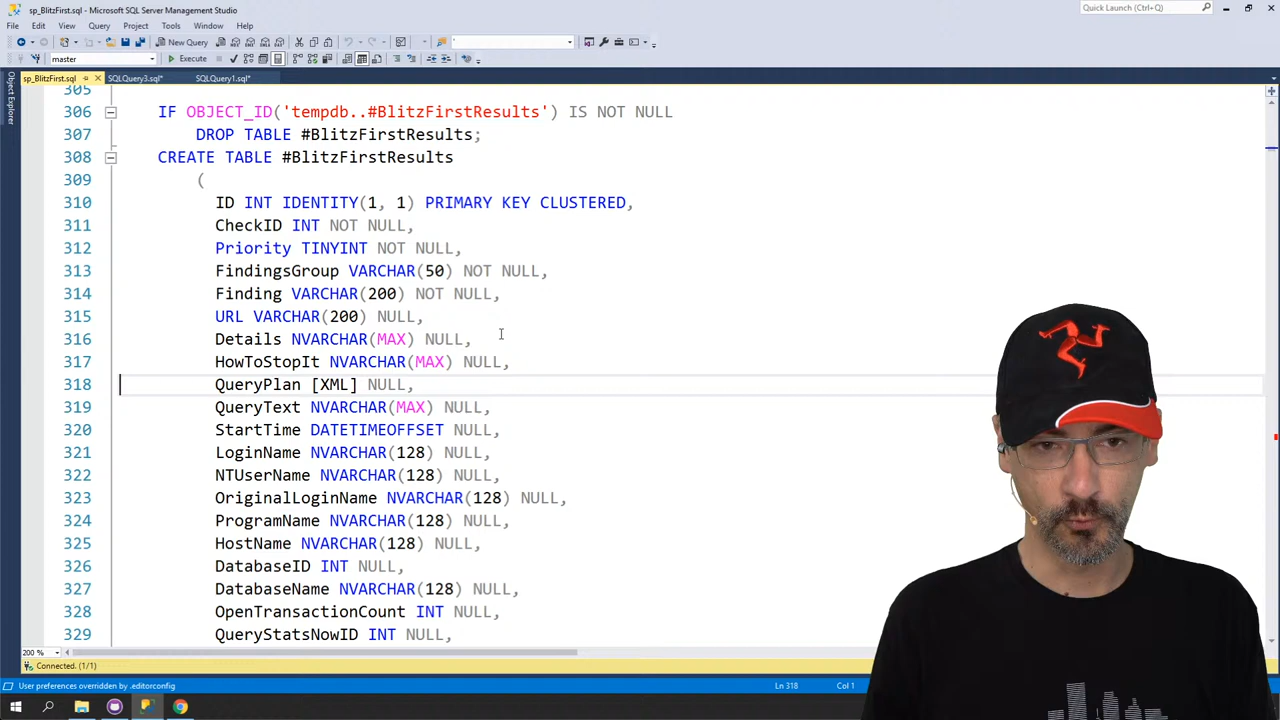 sp_BlitzFirst.sql - Microsoft SQL Server Management Studio
Quick Launch (Ctrl+Q)
File Edit View Query Project Tools Window Help
New Query
master
Execute
sp_BlitzFirst.sql SQLQuery3.sql* SQLQuery1.sql*
Object Explorer
305
306 IF OBJECT_ID('tempdb..#BlitzFirstResults') IS NOT NULL
307 DROP TABLE #BlitzFirstResults;
308 CREATE TABLE #BlitzFirstResults
309 (
310 ID INT IDENTITY(1, 1) PRIMARY KEY CLUSTERED,
311 CheckID INT NOT NULL,
312 Priority TINYINT NOT NULL,
313 FindingsGroup VARCHAR(50) NOT NULL,
314 Finding VARCHAR(200) NOT NULL,
315 URL VARCHAR(200) NULL,
316 Details NVARCHAR(MAX) NULL,
317 HowToStopIt NVARCHAR(MAX) NULL,
318 QueryPlan [XML] NULL,
319 QueryText NVARCHAR(MAX) NULL,
320 StartTime DATETIMEOFFSET NULL,
321 LoginName NVARCHAR(128) NULL,
322 NTUserName NVARCHAR(128) NULL,
323 OriginalLoginName NVARCHAR(128) NULL,
324 ProgramName NVARCHAR(128) NULL,
325 HostName NVARCHAR(128) NULL,
326 DatabaseID INT NULL,
327 DatabaseName NVARCHAR(128) NULL,
328 OpenTransactionCount INT NULL,
329 QueryStatsNowID INT NULL,
200 %
Connected. (1/1)
User preferences overridden by .editorconfig Ln 318 Col 1